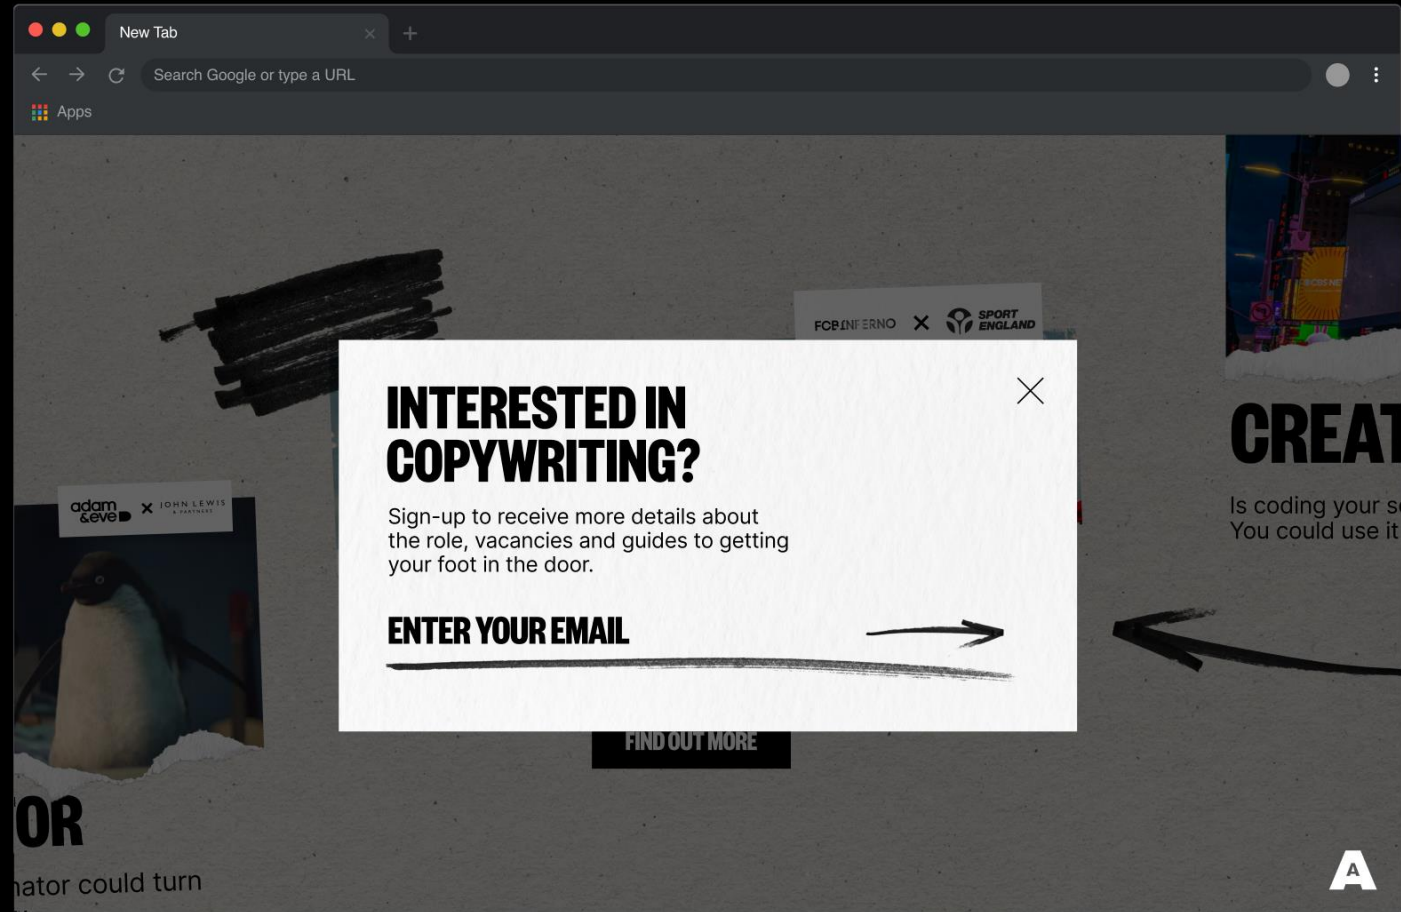 New Tab
Search Google or type a URL
Apps
FCB INFERNO X SPORT ENGLAND
INTERESTED IN
COPYWRITING?
Sign-up to receive more details about
the role, vacancies and guides to getting
your foot in the door.
ENTER YOUR EMAIL
FIND OUT MORE
adam
&eve
X JOHN LEWIS
& PARTNERS
OR
nator could turn
CREAT
Is coding your s
You could use it
A